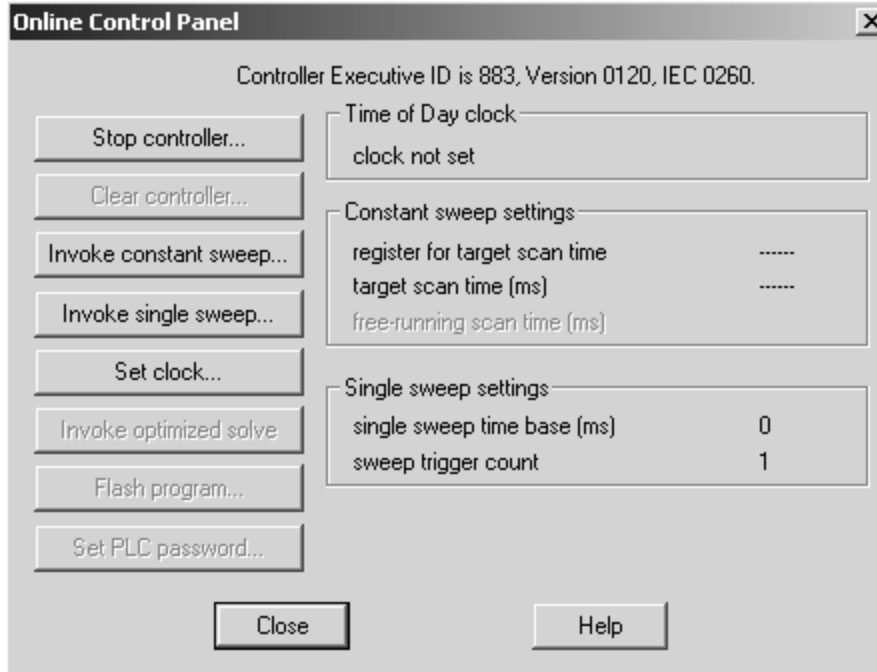 Online Control Panel
Controller Executive ID is 883, Version 0120, IEC 0260.
Stop controller...
Clear controller...
Invoke constant sweep...
Invoke single sweep...
Set clock...
Invoke optimized solve
Flash program...
Set PLC password...
Time of Day clock
clock not set
Constant sweep settings
register for target scan time ------
target scan time (ms) ------
free-running scan time (ms)
Single sweep settings
single sweep time base (ms) 0
sweep trigger count 1
Close
Help